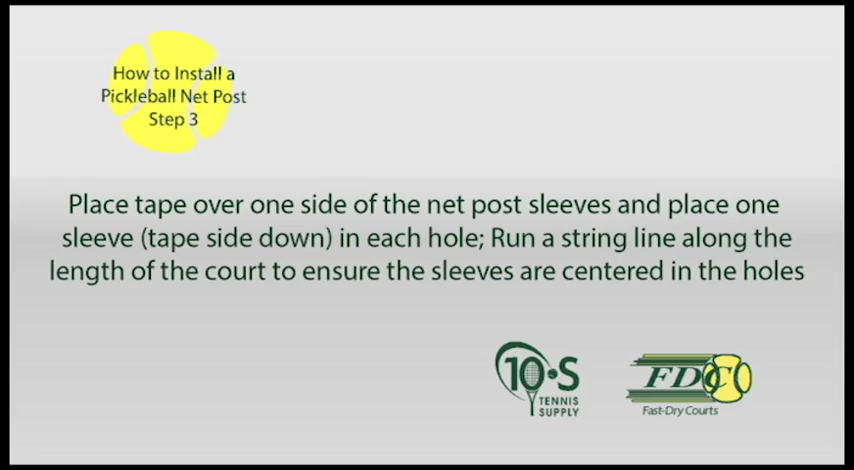 How to Install a
Pickleball Net Post
Step 3
Place tape over one side of the net post sleeves and place one
sleeve (tape side down) in each hole; Run a string line along the
length of the court to ensure the sleeves are centered in the holes
10-S
TENNIS
SUPPLY
FDC
Fast-Dry Courts